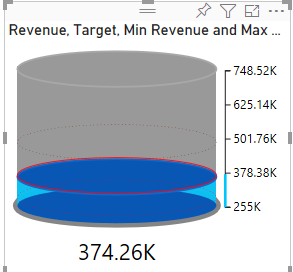 Revenue, Target, Min Revenue and Max ...
748.52K
625.14K
501.76K
378.38K
255K
374.26K